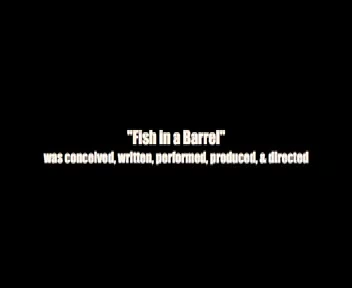 "Fish in a Barrel"
was conceived, written, performed, produced, & directed